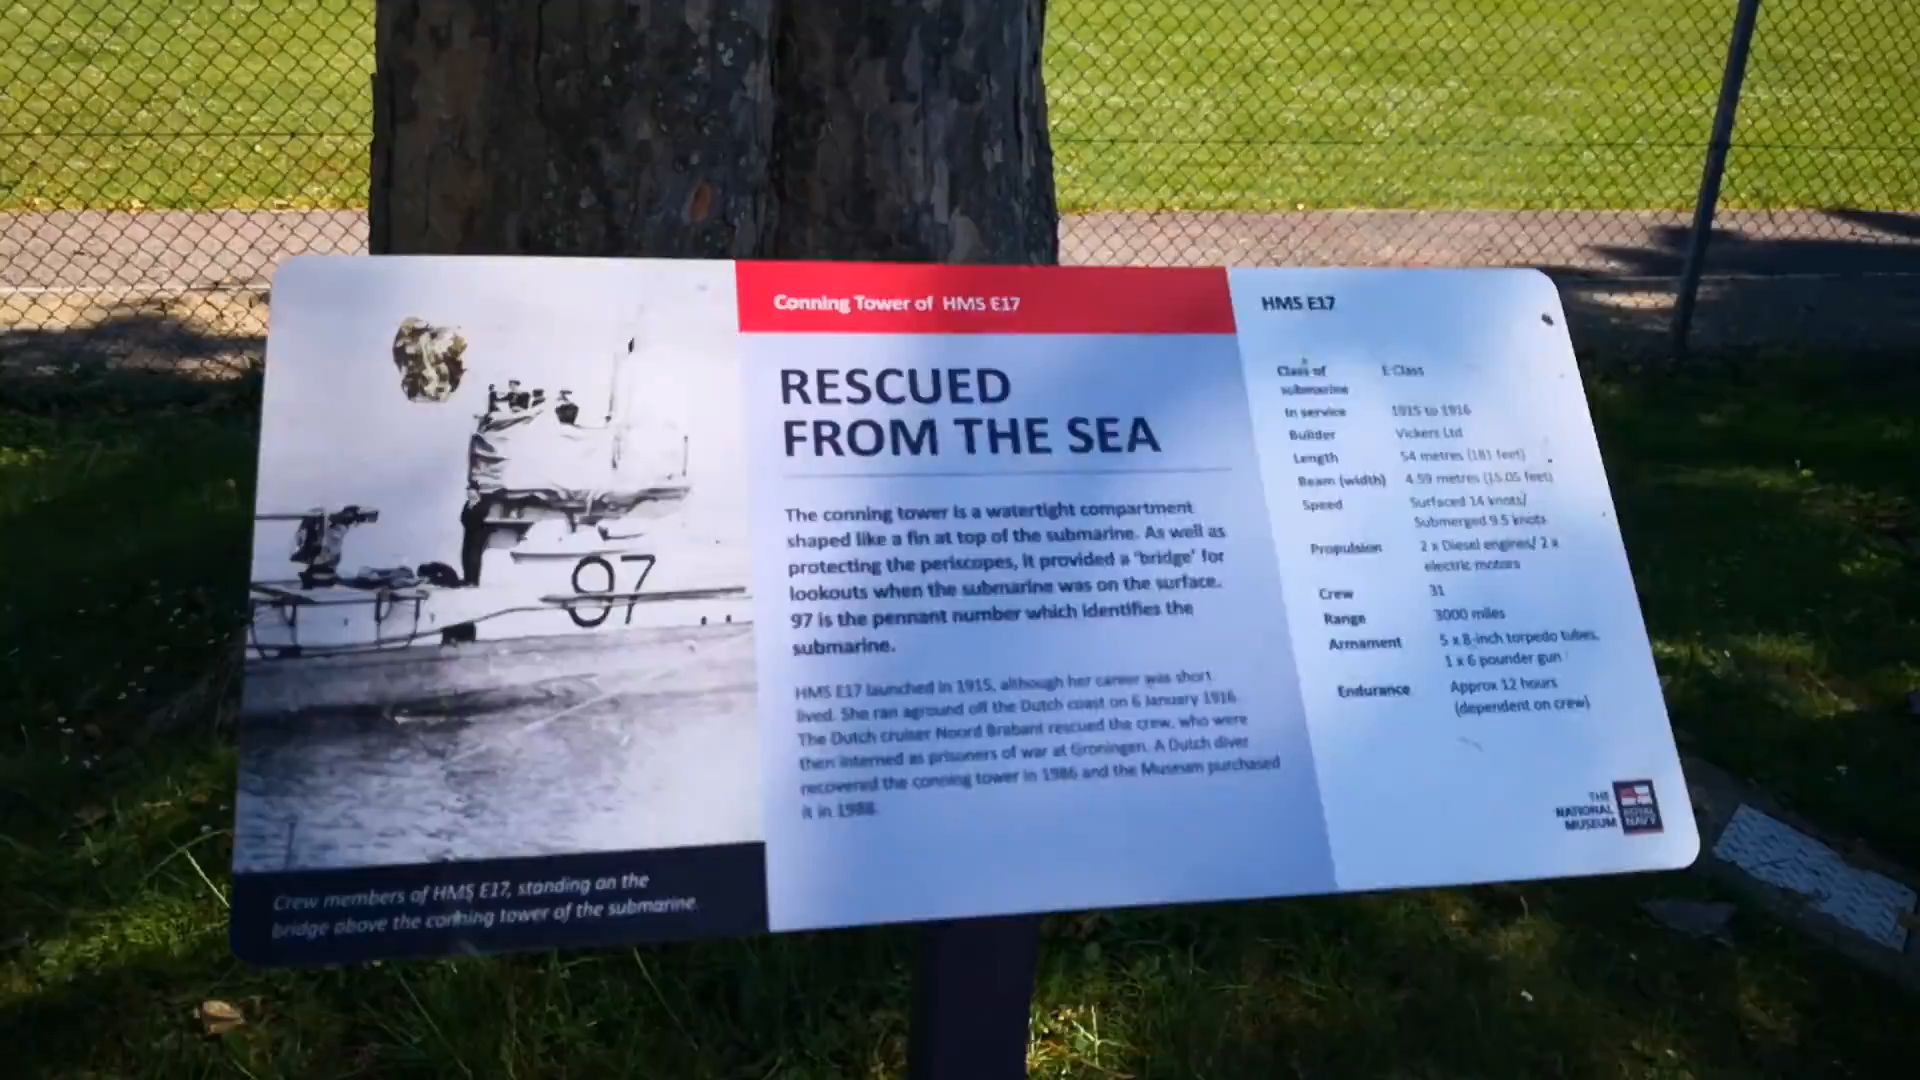 97
Crew members of HMS E17, standing on the
bridge above the conning tower of the submarine.
Conning Tower of HMS E17
RESCUED
FROM THE SEA
The conning tower is a watertight compartment
shaped like a fin at top of the submarine. As well as
protecting the periscopes, it provided a 'bridge' for
lookouts when the submarine was on the surface.
97 is the pennant number which identifies the
submarine.
HMS E17 launched in 1915, although her career was short
lived. She ran aground off the Dutch coast on 6 January 1916.
The Dutch cruiser Noord Brabant rescued the crew, who were
then interned as prisoners of war at Groningen. A Dutch diver
recovered the conning tower in 1986 and the Museum purchased
it in 1988.
HMS E17
Class of E Class
submarine
In service 1915 to 1916
Builder Vickers Ltd
Length 54 metres (181 feet)
Beam (width) 4.59 metres (15.05 feet)
Speed Surfaced 14 knots/
Submerged 9.5 knots
Propulsion 2 x Diesel engines/ 2 x
electric motors
Crew 31
Range 3000 miles
Armament 5 x 8-inch torpedo tubes,
1 x 6 pounder gun
Endurance Approx 12 hours
(dependent on crew)
THE
NATIONAL
MUSEUM
ROYAL
NAVY